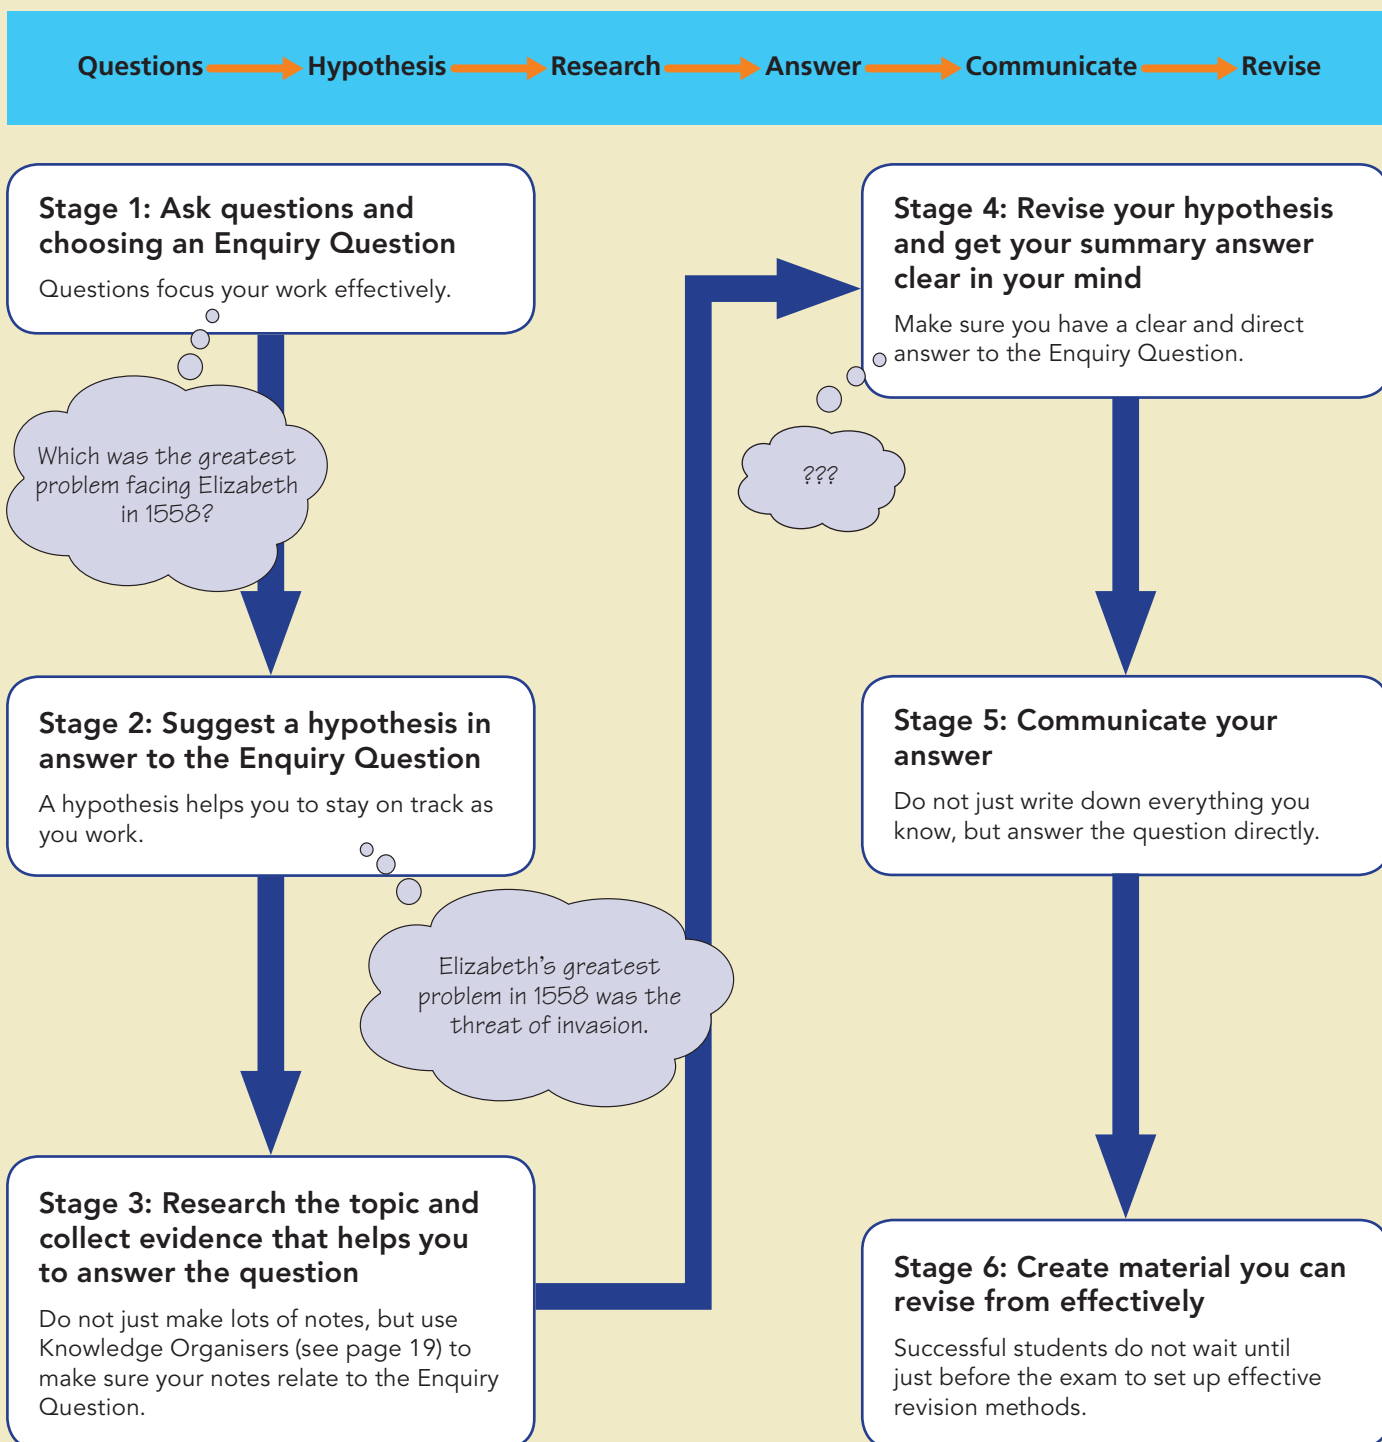 Questions Hypothesis Research Answer Communicate Revise
Stage 1: Ask questions and
choosing an Enquiry Question
Questions focus your work effectively.
Which was the greatest
problem facing Elizabeth
in 1558?
Stage 2: Suggest a hypothesis in
answer to the Enquiry Question
A hypothesis helps you to stay on track as
you work.
Elizabeth’s greatest
problem in 1558 was the
threat of invasion.
Stage 3: Research the topic and
collect evidence that helps you
to answer the question
Do not just make lots of notes, but use
Knowledge Organisers (see page 19) to
make sure your notes relate to the Enquiry
Question.
Stage 4: Revise your hypothesis
and get your summary answer
clear in your mind
Make sure you have a clear and direct
answer to the Enquiry Question.
???
Stage 5: Communicate your
answer
Do not just write down everything you
know, but answer the question directly.
Stage 6: Create material you can
revise from effectively
Successful students do not wait until
just before the exam to set up effective
revision methods.